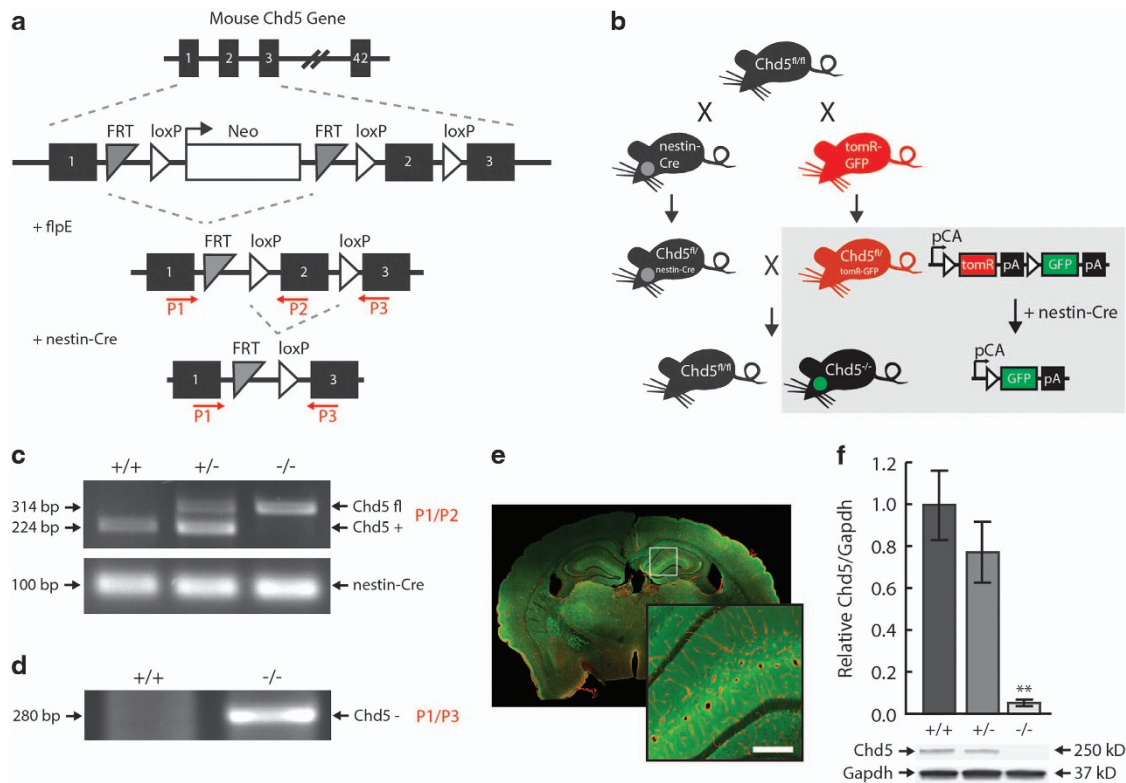 a
Mouse Chd5 Gene
1 2 3 42
FRT loxP Neo FRT loxP loxP
1 2 3
+ flpE
FRT loxP loxP
1 2 3
P1 P2 P3
+ nestin-Cre
FRT loxP
1 3
P1 P3
b
Chd5fl/fl
X X
nestin-
Cre
tomR-
GFP
Chd5fl/
nestin-Cre
X
Chd5fl/
tomR-GFP
pCA
tomR pA GFP pA
+ nestin-Cre
Chd5fl/fl
Chd5-/-
pCA
GFP pA
c
+/+ +/- -/-
314 bp Chd5 fl P1/P2
224 bp Chd5 +
100 bp nestin-Cre
d
+/+ -/-
280 bp Chd5 - P1/P3
e
f
Relative Chd5/Gapdh
1.2
1.0
0.8
0.6
0.4
0.2
0.0
**
+/+ +/- -/-
Chd5 250 kD
Gapdh 37 kD